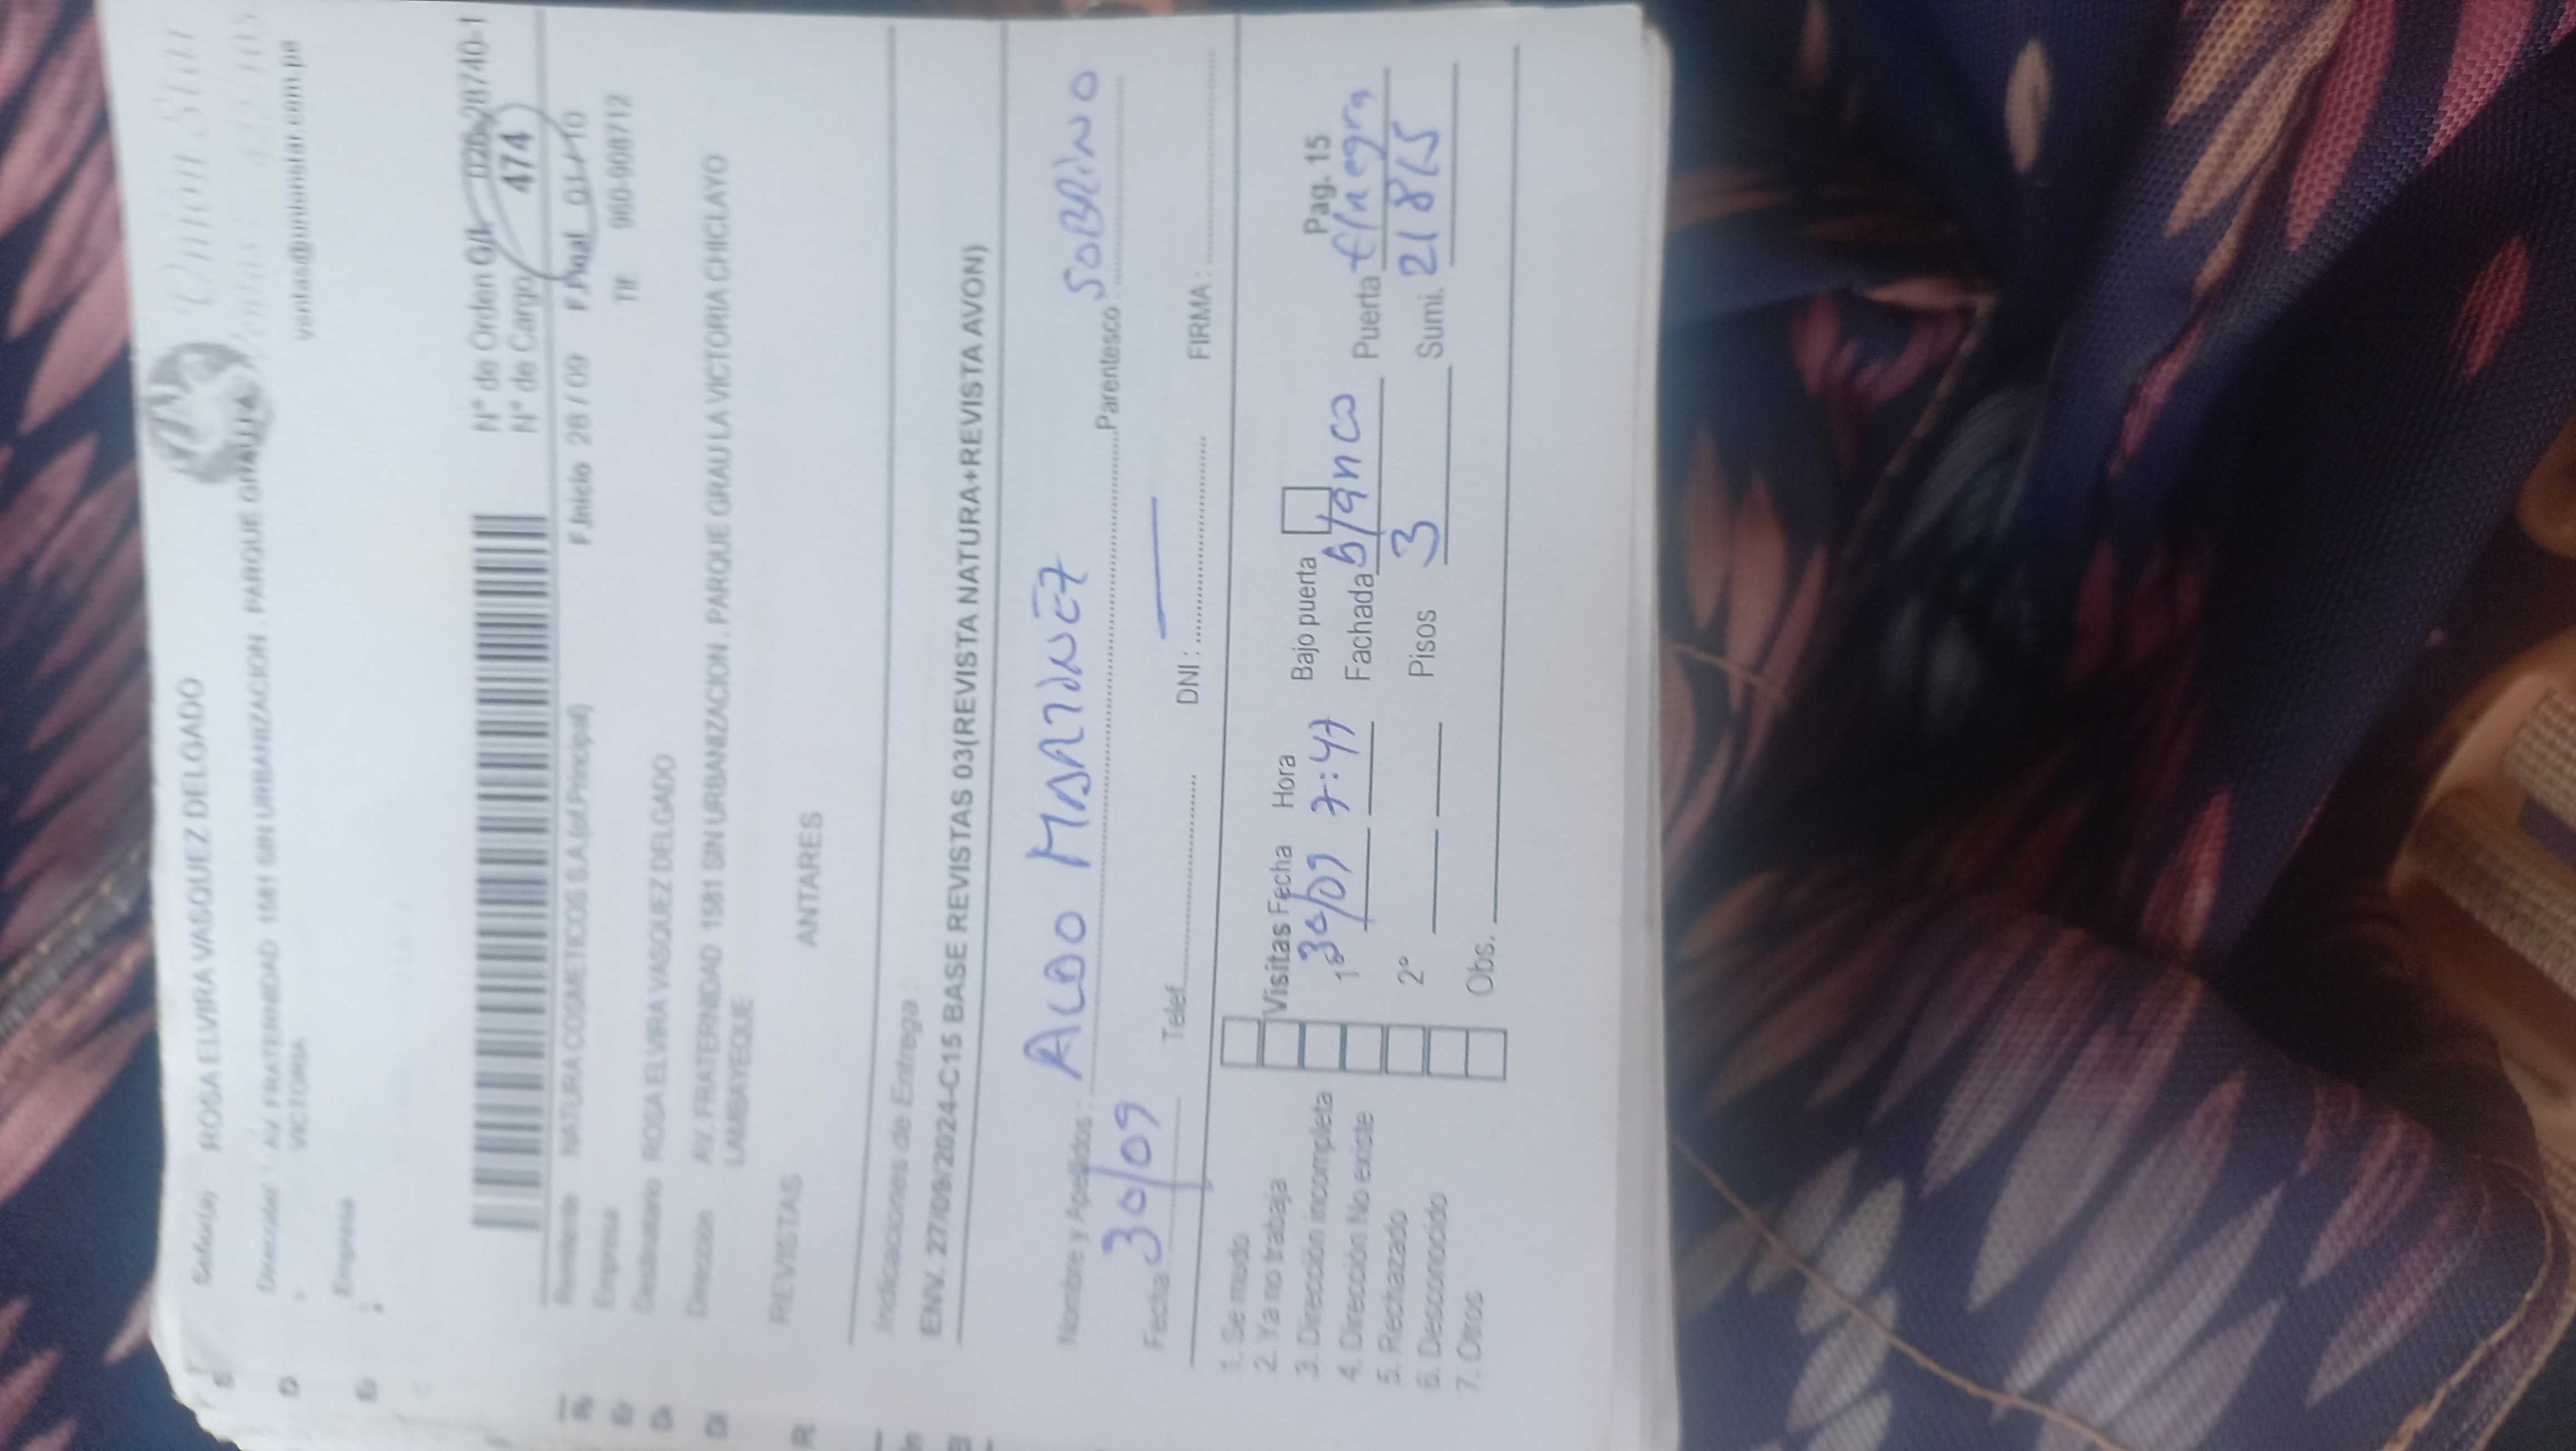 Unión Star
ventas@unionstar.com.pe
Señor(a) ROSA ELVIRA VASQUEZ DELGADO
Dirección AV. FRATERNIDAD 1581 SIN URBANIZACION . PARQUE GRAU LA
VICTORIA
Empresa
N° de Orden O/L 026-28740-1
N° de Cargo 474
F.Inicio 28 / 09 F.Final 01-10
Remitente NATURA COSMETICOS S.A.(of.Principal)
Tlf 960-908712
Empresa
Destinatario ROSA ELVIRA VASQUEZ DELGADO
Dirección AV. FRATERNIDAD 1581 SIN URBANIZACION . PARQUE GRAU LA VICTORIA CHICLAYO
LAMBAYEQUE
REVISTAS ANTARES
Indicaciones de Entrega :
ENV. 27/09/2024-C15 BASE REVISTAS 03(REVISTA NATURA+REVISTA AVON)
Nombre y Apellidos : ALDO MARTINEZ Parentesco : SOBRINO
Fecha 30/09 Telef. DNI : — FIRMA :
1. Se mudo
2. Ya no trabaja
3. Dirección incompleta
4. Dirección No existe
5. Rechazado
6. Desconocido
7. Otros
Visitas Fecha Hora Bajo puerta Pag. 15
1° 30/09 7:47 Fachada blanco Puerta
2° Pisos 3 Sumi. 21865
Obs.